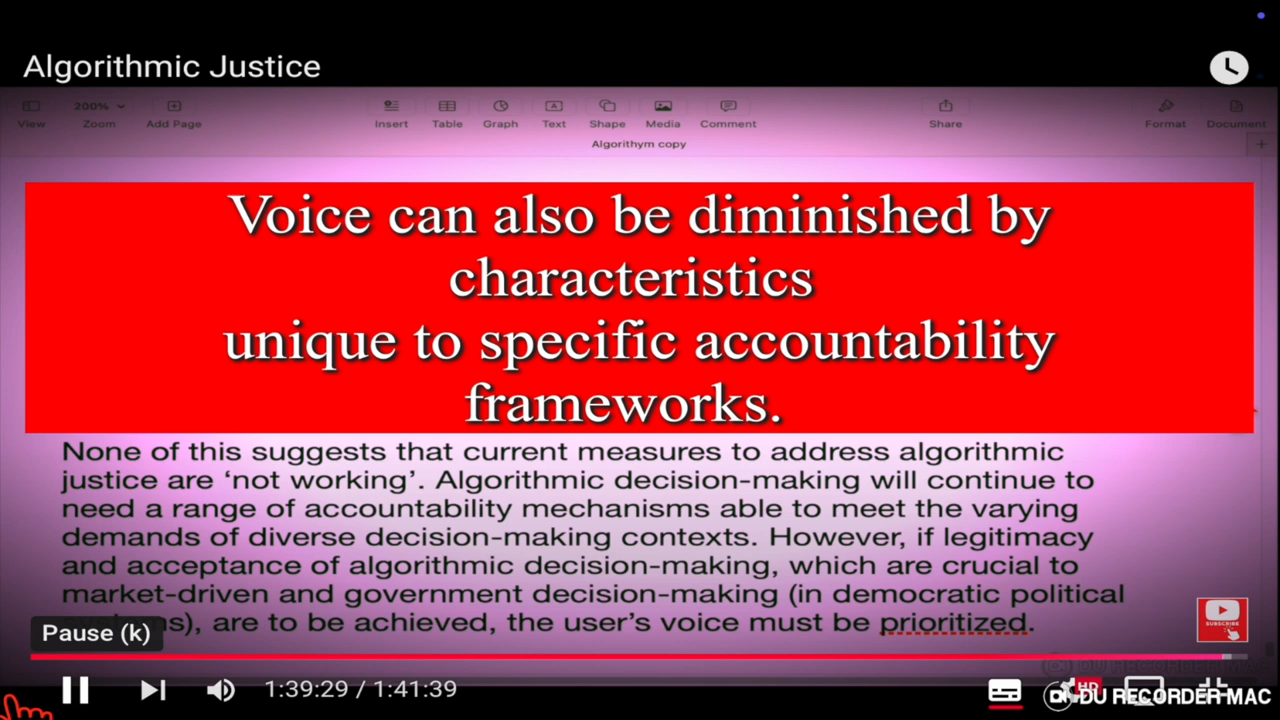 Algorithmic Justice
200%
View
Zoom
Add Page
Insert
Table
Graph
Text
Shape
Media
Comment
Share
Format
Document
Algorithym copy
Voice can also be diminished by
characteristics
unique to specific accountability
frameworks.
None of this suggests that current measures to address algorithmic
justice are ‘not working’. Algorithmic decision-making will continue to
need a range of accountability mechanisms able to meet the varying
demands of diverse decision-making contexts. However, if legitimacy
and acceptance of algorithmic decision-making, which are crucial to
market-driven and government decision-making (in democratic political
), are to be achieved, the user’s voice must be prioritized.
Pause (k)
SUBSCRIBE
1:39:29 / 1:41:39
HD
DU RECORDER MAC